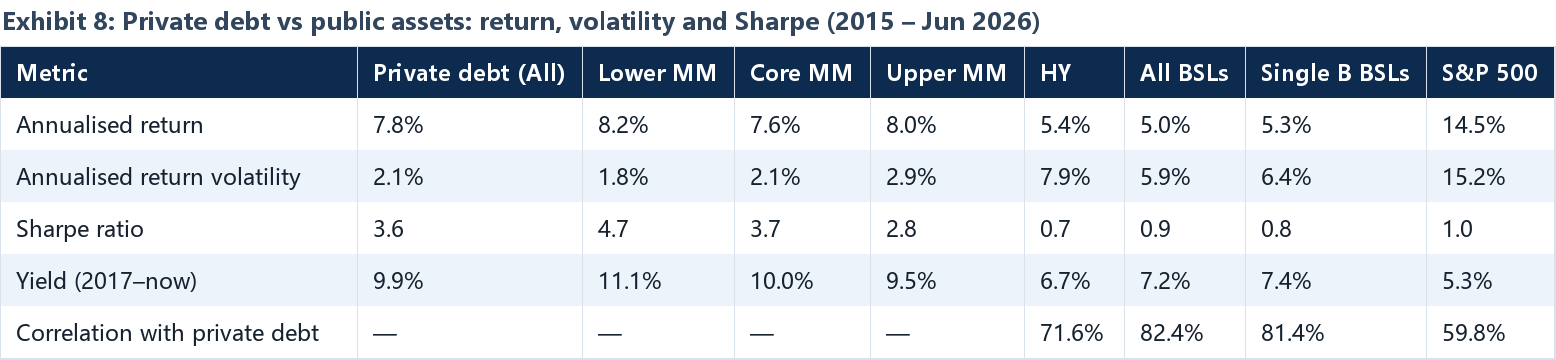 Exhibit 8: Private debt vs public assets: return, volatility and Sharpe (2015 – Jun 2026)
Metric Private debt (All) Lower MM Core MM Upper MM HY All BSLs Single B BSLs S&P 500
Annualised return 7.8% 8.2% 7.6% 8.0% 5.4% 5.0% 5.3% 14.5%
Annualised return volatility 2.1% 1.8% 2.1% 2.9% 7.9% 5.9% 6.4% 15.2%
Sharpe ratio 3.6 4.7 3.7 2.8 0.7 0.9 0.8 1.0
Yield (2017–now) 9.9% 11.1% 10.0% 9.5% 6.7% 7.2% 7.4% 5.3%
Correlation with private debt — — — — 71.6% 82.4% 81.4% 59.8%